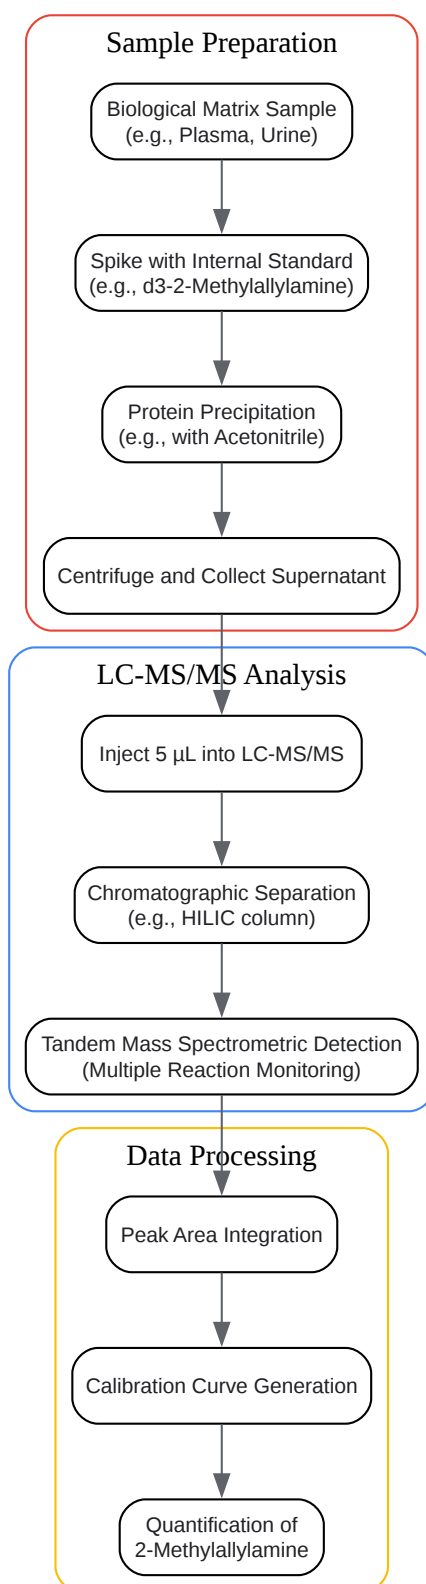 Sample Preparation
Biological Matrix Sample
(e.g., Plasma, Urine)
Spike with Internal Standard
(e.g., d3-2-Methylallylamine)
Protein Precipitation
(e.g., with Acetonitrile)
Centrifuge and Collect Supernatant
LC-MS/MS Analysis
Inject 5 µL into LC-MS/MS
Chromatographic Separation
(e.g., HILIC column)
Tandem Mass Spectrometric Detection
(Multiple Reaction Monitoring)
Data Processing
Peak Area Integration
Calibration Curve Generation
Quantification of
2-Methylallylamine